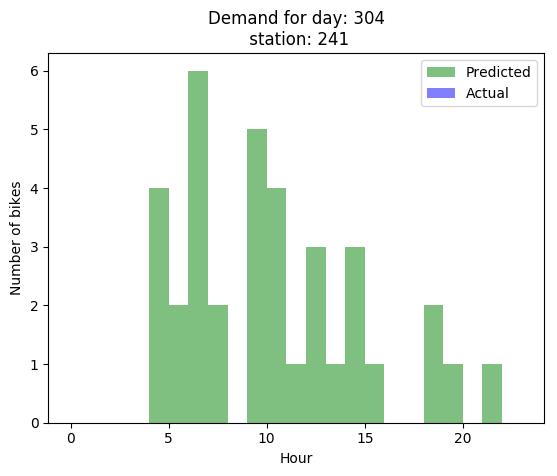 Demand for day: 304
station: 241
Predicted
Actual
Number of bikes
6
5
4
3
2
1
0
0 5 10 15 20
Hour